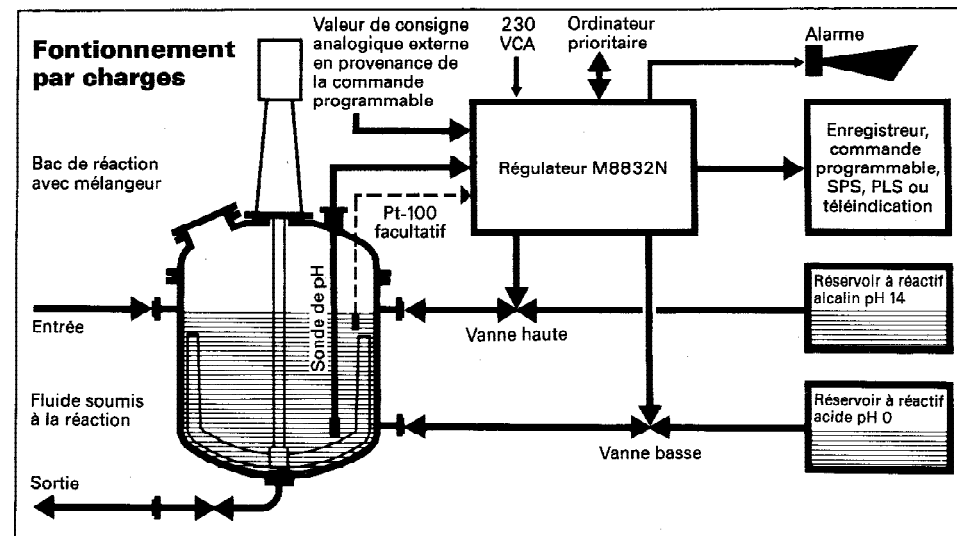 Fontionnement
par charges
Valeur de consigne
analogique externe
en provenance de
la commande
programmable
230
VCA
Ordinateur
prioritaire
Alarme
Bac de réaction
avec mélangeur
Régulateur M8832N
Enregistreur,
commande
programmable,
SPS, PLS ou
téléindication
Pt-100
facultatif
Sonde de pH
Entrée
Vanne haute
Réservoir à réactif
alcalin pH 14
Fluide soumis
à la réaction
Réservoir à réactif
acide pH 0
Vanne basse
Sortie